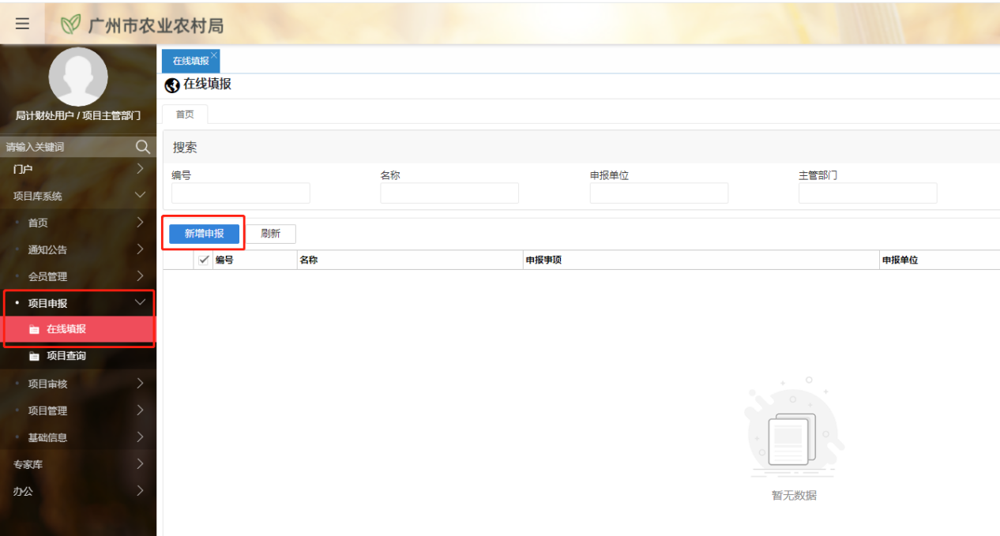 广州市农业农村局
局计财处用户 / 项目主管部门
请输入关键词
门户
项目库系统
首页
通知公告
会员管理
项目申报
在线填报
项目查询
项目审核
项目管理
基础信息
专家库
办公
在线填报
在线填报
首页
搜索
编号 名称 申报单位 主管部门
新增申报 刷新
编号 名称 申报事项 申报单位
暂无数据